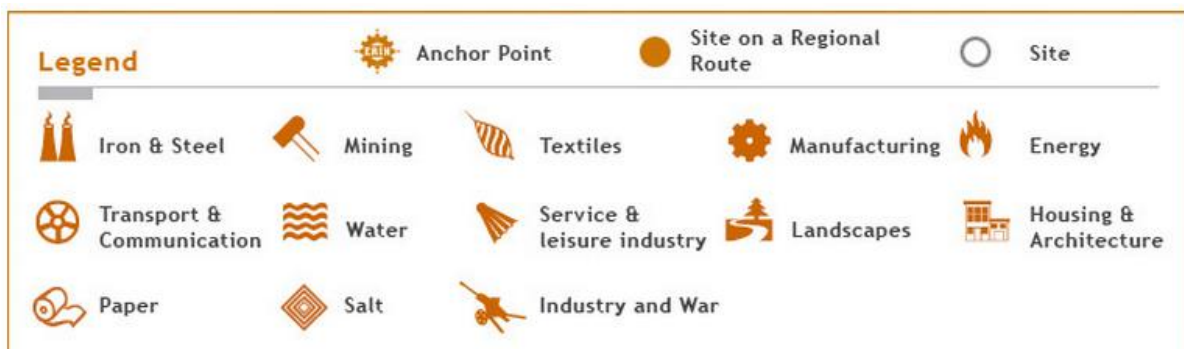 Legend
Anchor Point
Site on a Regional
Route
Site
Iron & Steel
Mining
Textiles
Manufacturing
Energy
Transport &
Communication
Water
Service &
leisure industry
Landscapes
Housing &
Architecture
Paper
Salt
Industry and War